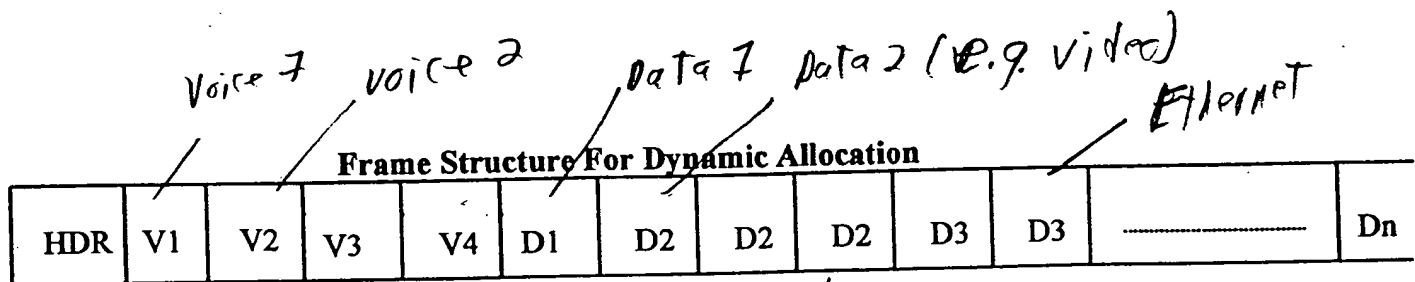 Voice 1 voice 2 Data 1 Data 2 (e.g. video) Ethernet
Frame Structure For Dynamic Allocation
HDR V1 V2 V3 V4 D1 D2 D2 D2 D3 D3 ........................ Dn